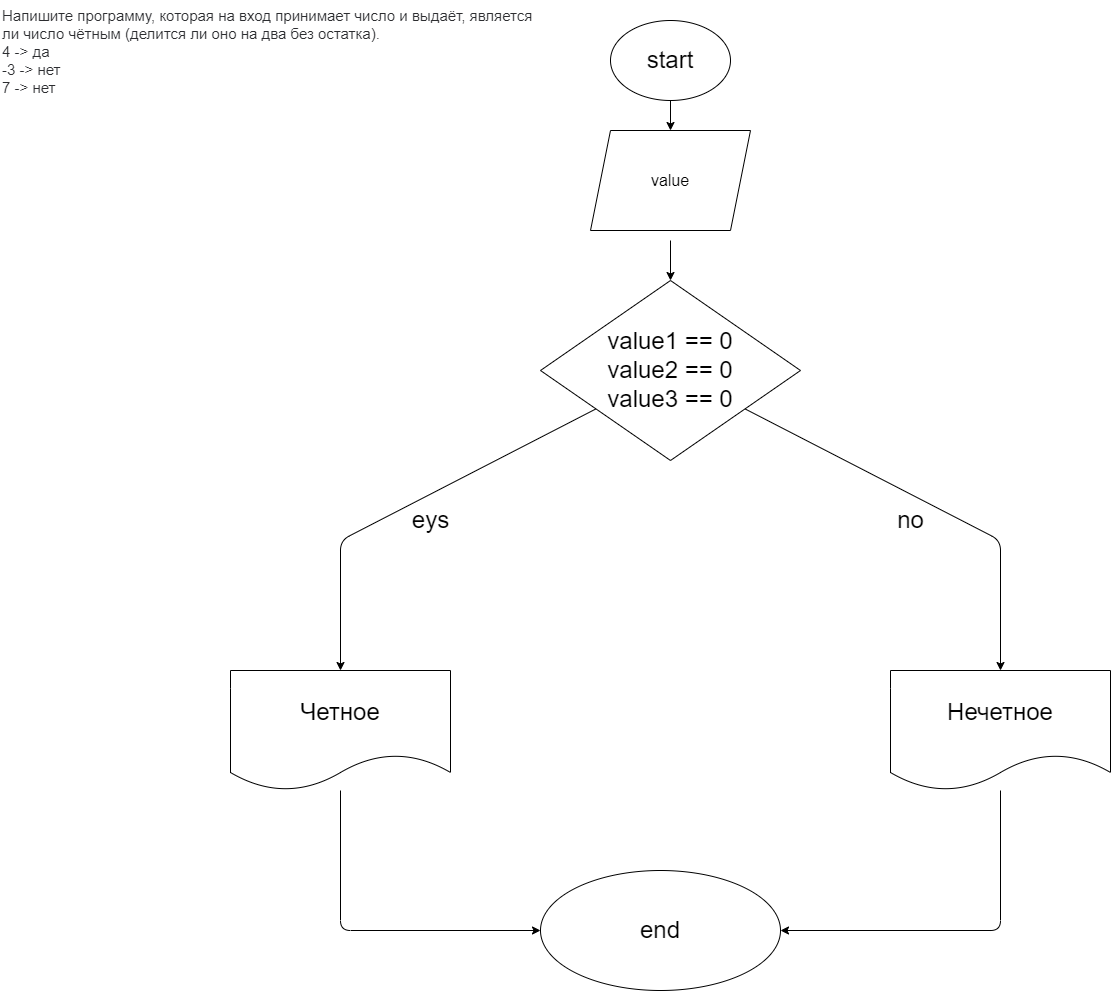 Напишите программу, которая на вход принимает число и выдаёт, является
ли число чётным (делится ли оно на два без остатка).
4 -> да
-3 -> нет
7 -> нет
start
value
value1 == 0
value2 == 0
value3 == 0
eys
no
Четное
Нечетное
end